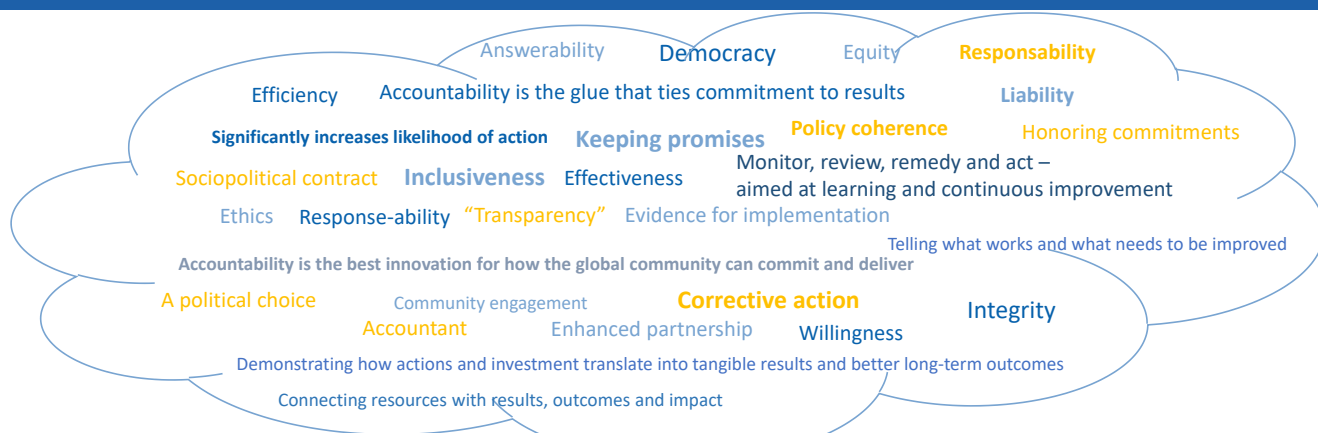 Answerability Democracy Equity Responsability
Efficiency Accountability is the glue that ties commitment to results Liability
Significantly increases likelihood of action Keeping promises Policy coherence Honoring commitments
Monitor, review, remedy and act –
aimed at learning and continuous improvement
Sociopolitical contract Inclusiveness Effectiveness
Ethics Response-ability “Transparency” Evidence for implementation
Telling what works and what needs to be improved
Accountability is the best innovation for how the global community can commit and deliver
A political choice Community engagement Corrective action Integrity
Accountant Enhanced partnership Willingness
Demonstrating how actions and investment translate into tangible results and better long-term outcomes
Connecting resources with results, outcomes and impact